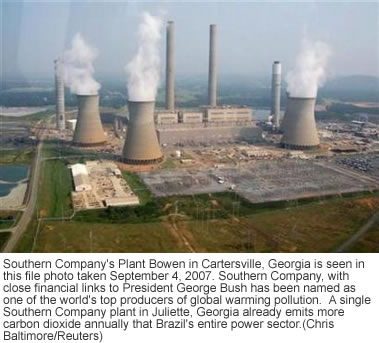 Southern Company's Plant Bowen in Cartersville, Georgia is seen in
this file photo taken September 4, 2007. Southern Company, with
close financial links to President George Bush has been named as
one of the world's top producers of global warming pollution.  A single
Southern Company plant in Juliette, Georgia already emits more
carbon dioxide annually that Brazil's entire power sector.(Chris
Baltimore/Reuters)